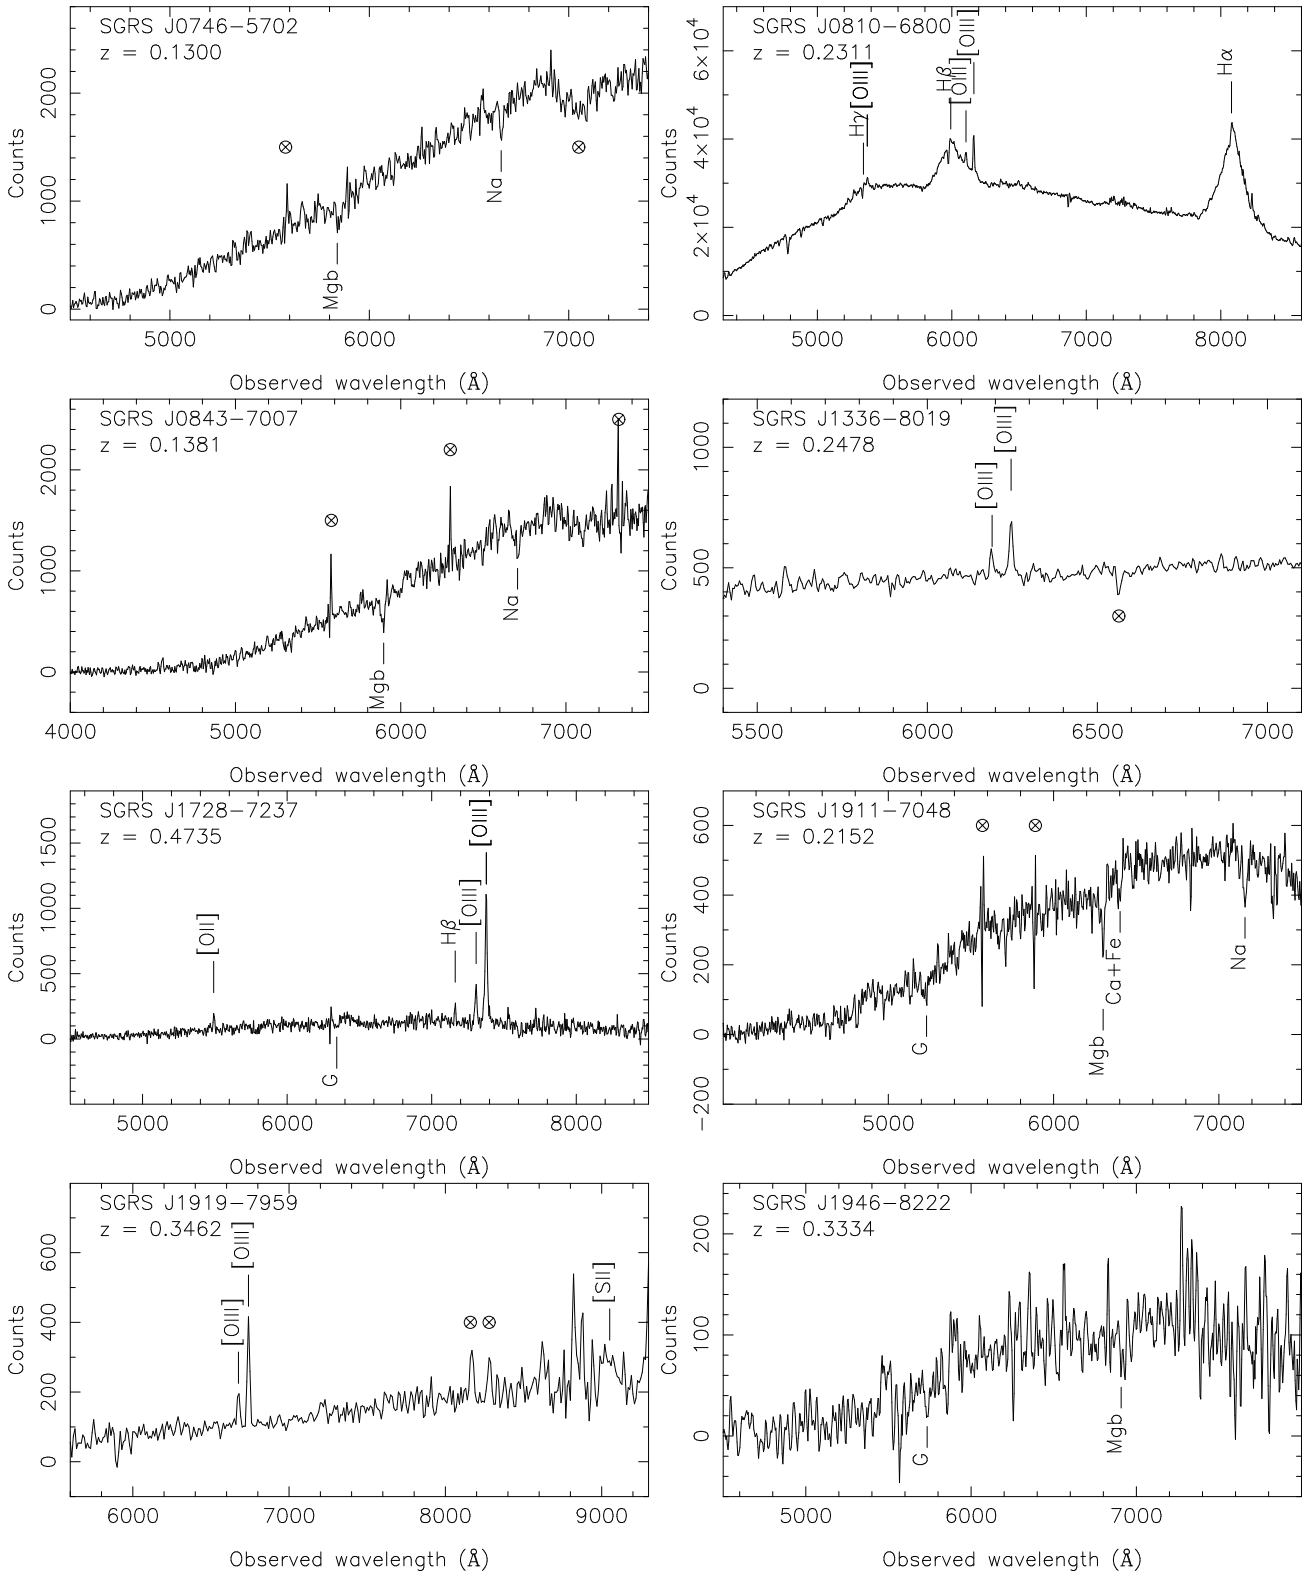 SGRS J0746−5702
z = 0.1300
2000
1000
0
Counts
Mgb
Na
5000 6000 7000
Observed wavelength (Å)
SGRS J0810−6800
z = 0.2311
6×10⁴
4×10⁴
2×10⁴
0
Counts
Hγ
[OIII]
Hβ
[OIII]
[OIII]
Hα
5000 6000 7000 8000
Observed wavelength (Å)
SGRS J0843−7007
z = 0.1381
2000
1000
0
Counts
Mgb
Na
4000 5000 6000 7000
Observed wavelength (Å)
SGRS J1336−8019
z = 0.2478
1000
500
0
Counts
[OIII]
[OIII]
5500 6000 6500 7000
Observed wavelength (Å)
SGRS J1728−7237
z = 0.4735
1500
1000
500
0
Counts
[OII]
G
Hβ
[OIII]
[OIII]
5000 6000 7000 8000
Observed wavelength (Å)
SGRS J1911−7048
z = 0.2152
600
400
200
0
−200
Counts
G
Mgb
Ca+Fe
Na
5000 6000 7000
Observed wavelength (Å)
SGRS J1919−7959
z = 0.3462
600
400
200
0
Counts
[OIII]
[OIII]
[SII]
6000 7000 8000 9000
Observed wavelength (Å)
SGRS J1946−8222
z = 0.3334
200
100
0
Counts
G
Mgb
5000 6000 7000
Observed wavelength (Å)